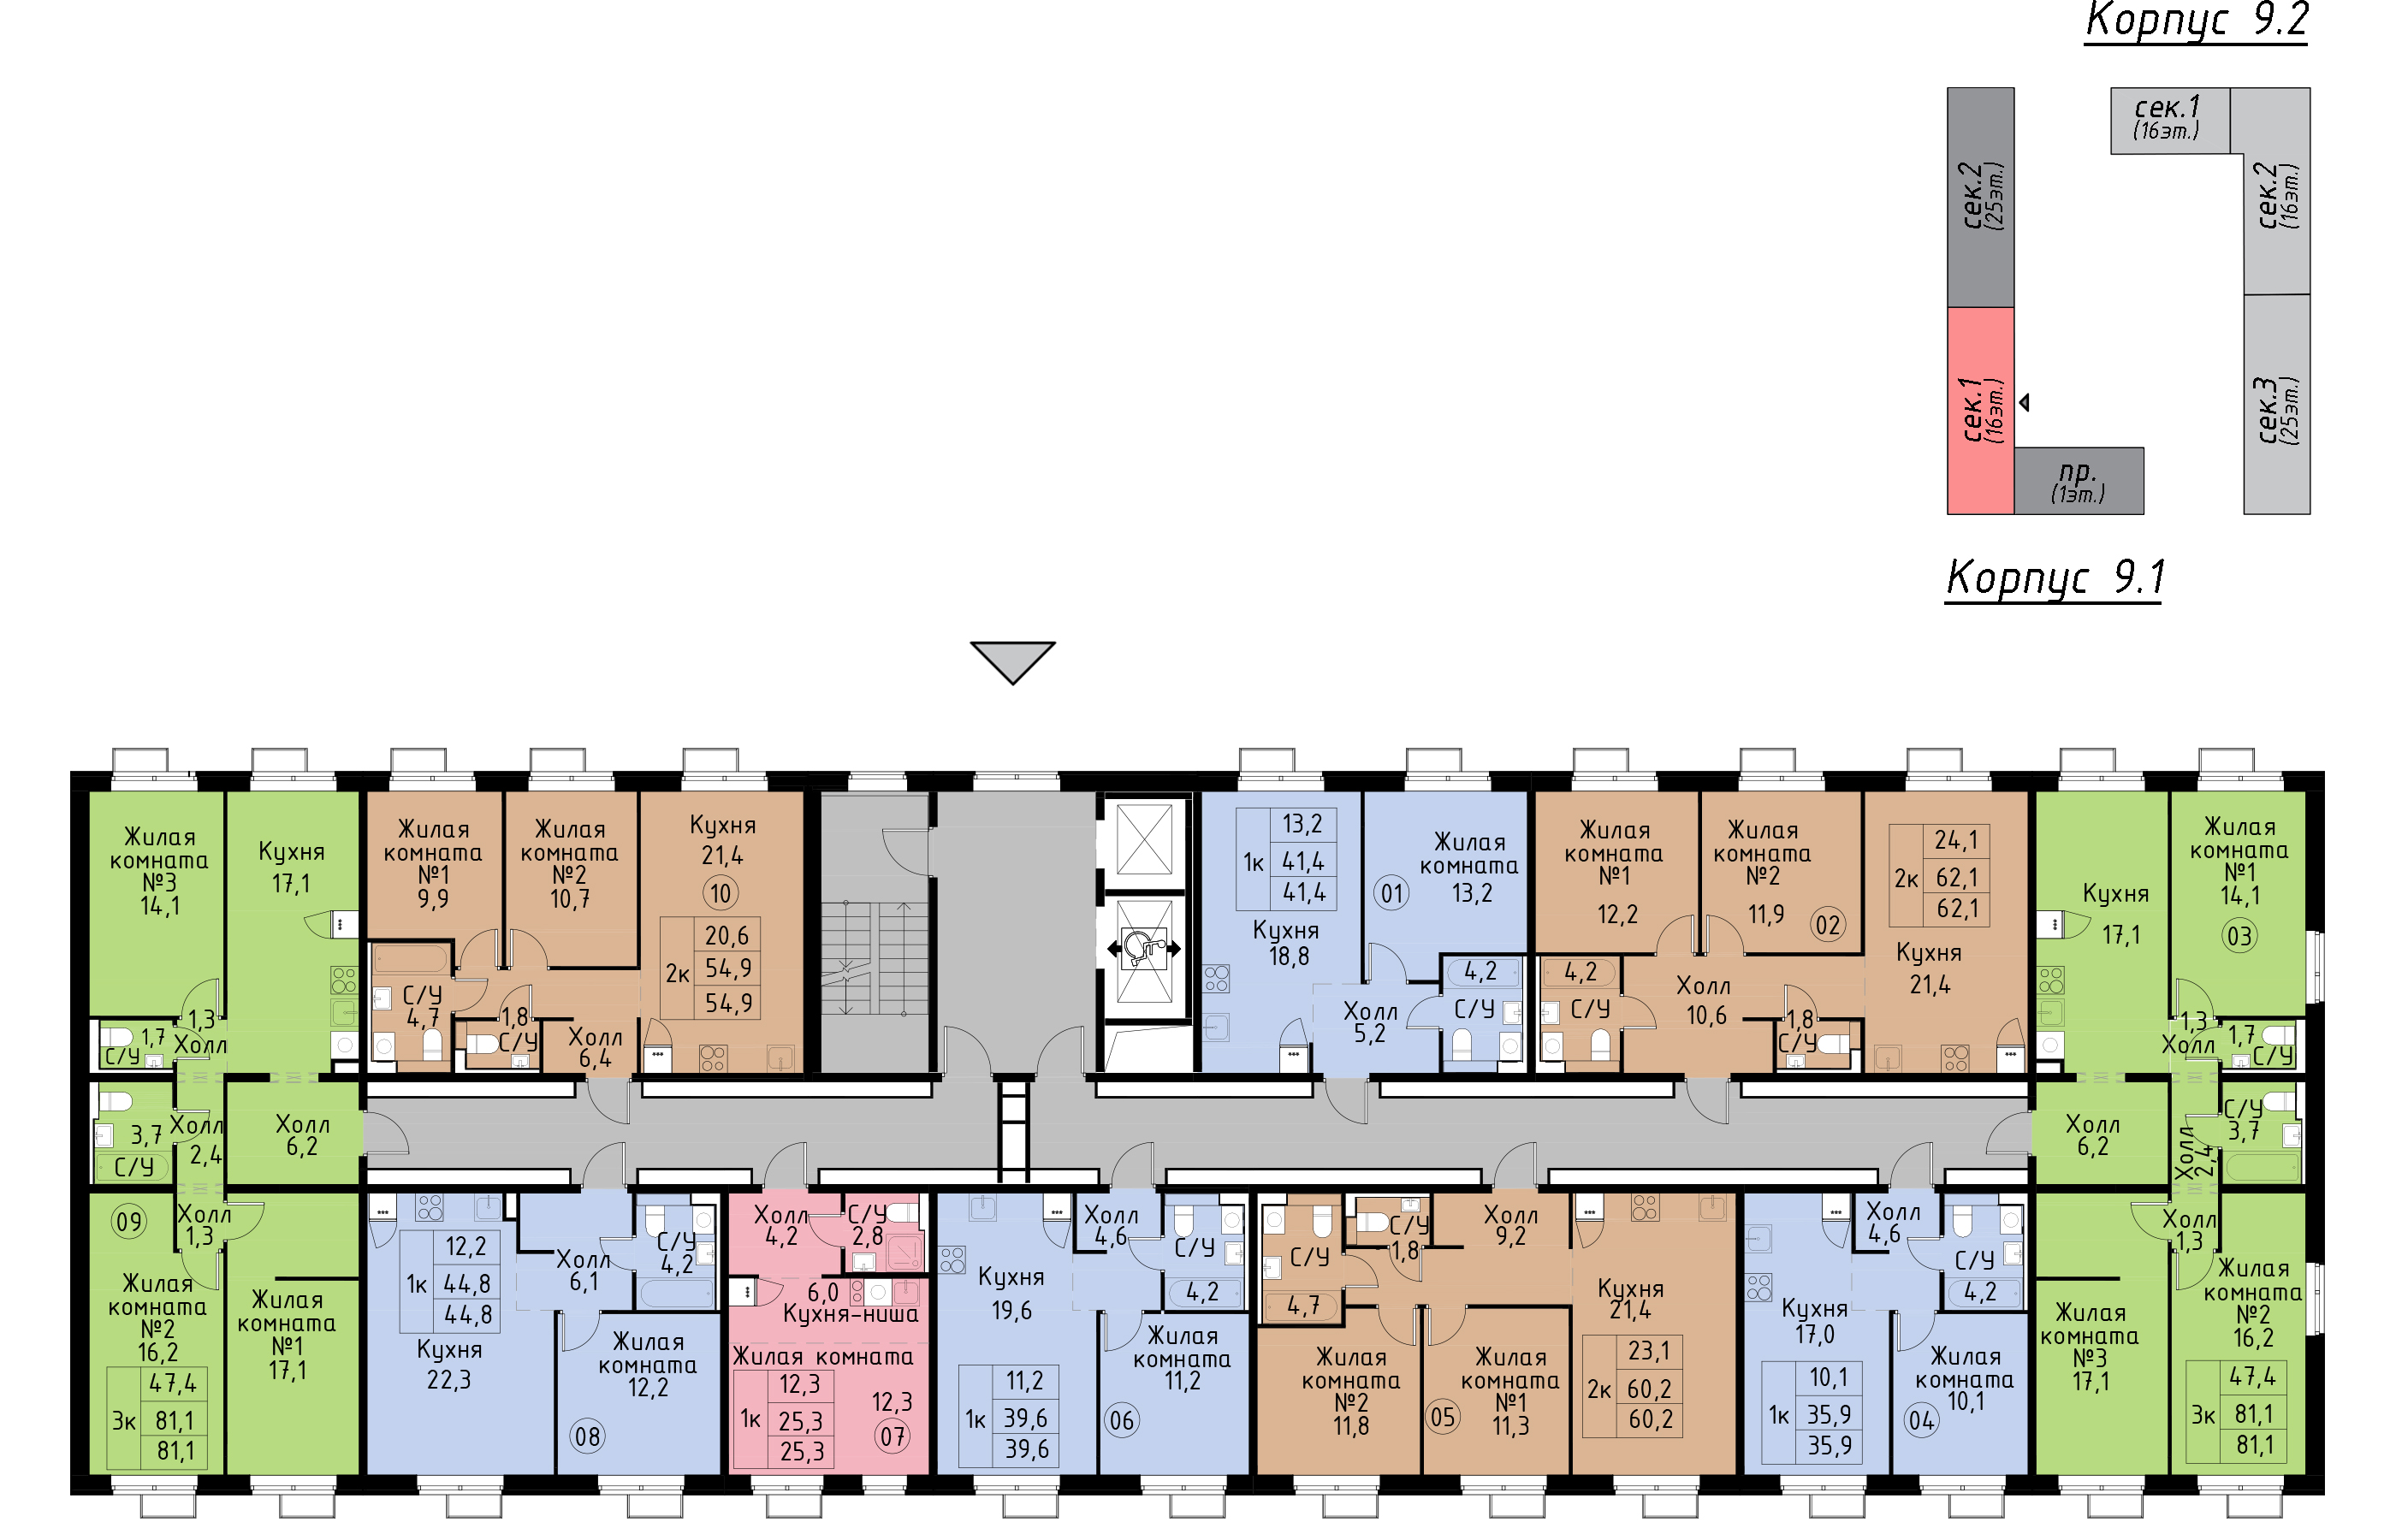 Корпус 9.2
сек.1
(16эт.)
сек.2
(25эт.)
сек.2
(16эт.)
сек.1
(16эт.)
сек.3
(25эт.)
пр.
(1эт.)
Корпус 9.1
Жилая
комната
№3
14,1
Кухня
17,1
1,7
С/У
1,3
Холл
3,7
С/У
Холл
2,4
Холл
6,2
09
Холл
1,3
Жилая
комната
№2
16,2
Жилая
комната
№1
17,1
3к
47,4
81,1
81,1
Жилая
комната
№1
9,9
Жилая
комната
№2
10,7
Кухня
21,4
10
2к
20,6
54,9
54,9
С/У
4,7
1,8
С/У
Холл
6,4
1к
13,2
41,4
41,4
Кухня
18,8
01
Жилая
комната
13,2
Холл
5,2
4,2
С/У
Жилая
комната
№1
12,2
Жилая
комната
№2
11,9
02
2к
24,1
62,1
62,1
Кухня
21,4
4,2
С/У
Холл
10,6
1,8
С/У
Кухня
17,1
Жилая
комната
№1
14,1
03
1,3
Холл
1,7
С/У
Холл
6,2
Холл
2,4
С/У
3,7
Холл
1,3
Жилая
комната
№3
17,1
Жилая
комната
№2
16,2
3к
47,4
81,1
81,1
1к
12,2
44,8
44,8
Кухня
22,3
Холл
6,1
С/У
4,2
Жилая
комната
12,2
08
Холл
4,2
С/У
2,8
6,0
Кухня-ниша
Жилая комната
12,3
1к
12,3
25,3
25,3
07
Кухня
19,6
Холл
4,6
С/У
4,2
Жилая
комната
11,2
1к
11,2
39,6
39,6
06
С/У
4,7
С/У
1,8
Холл
9,2
Кухня
21,4
Жилая
комната
№2
11,8
05
Жилая
комната
№1
11,3
2к
23,1
60,2
60,2
Кухня
17,0
Холл
4,6
С/У
4,2
Жилая
комната
10,1
1к
10,1
35,9
35,9
04